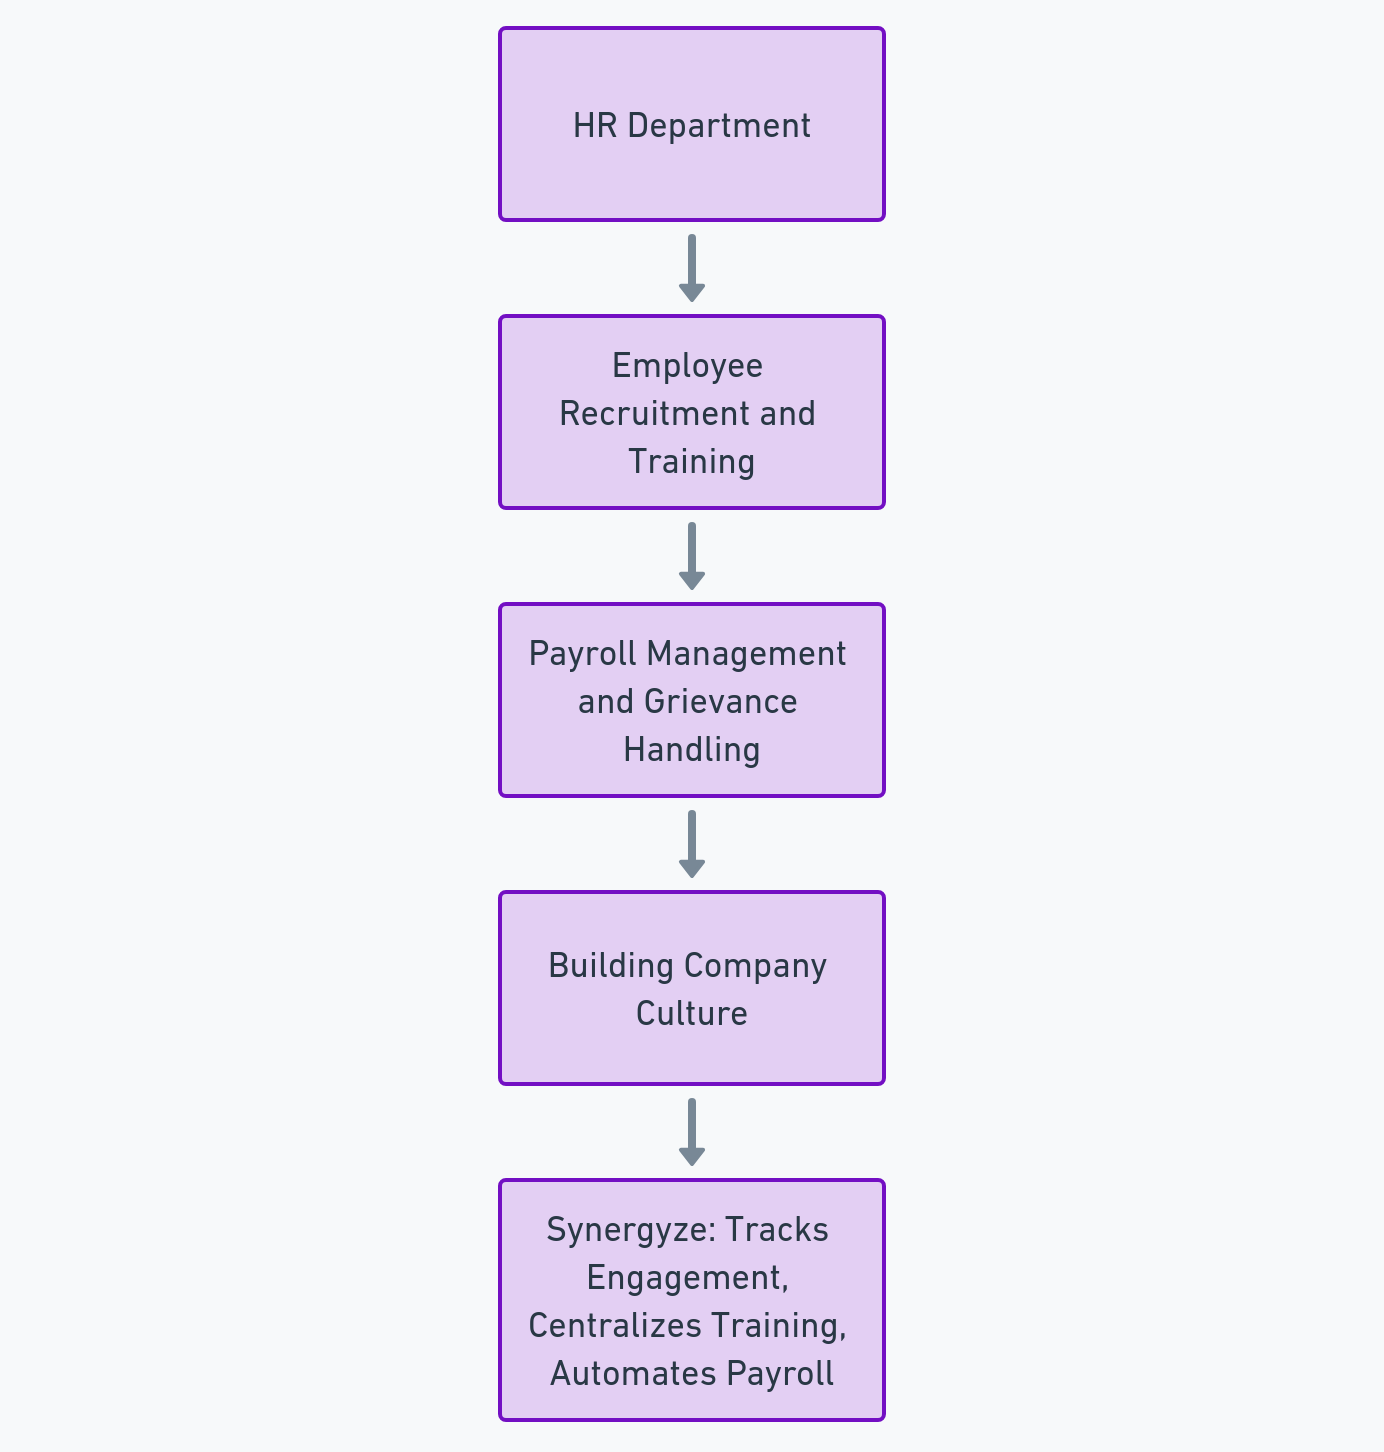 HR Department
Employee
Recruitment and
Training
Payroll Management
and Grievance
Handling
Building Company
Culture
Synergyze: Tracks
Engagement,
Centralizes Training,
Automates Payroll